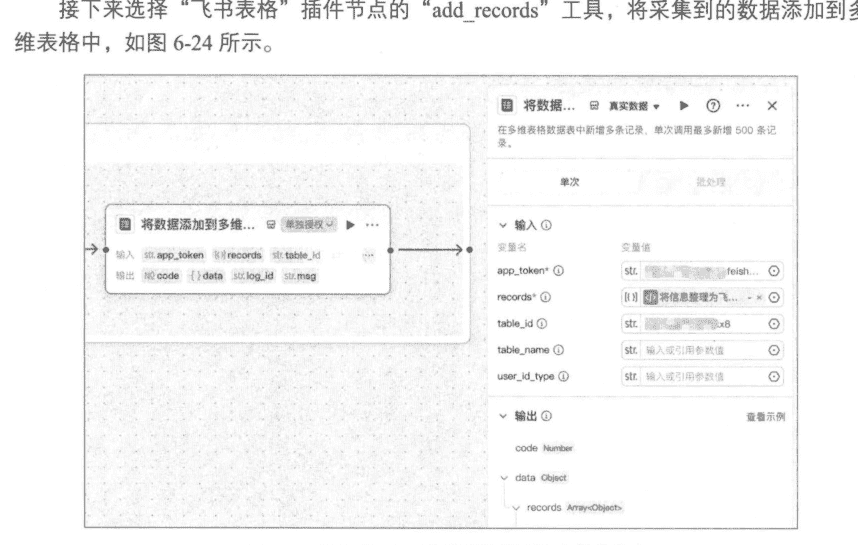 接下来选择“飞书表格”插件节点的“add_records”工具，将采集到的数据添加到多
维表格中，如图 6-24 所示。
将数据... 真实数据
在多维表格数据表中新增多条记录，单次调用最多新增 500 条记
录。
单次 批处理
输入
变量名 变量值
app_token* str. feish...
records* [{}] 将信息整理为飞...
table_id str. x8
table_name str. 输入或引用参数值
user_id_type str. 输入或引用参数值
输出 查看示例
code Number
data Object
records Array<Object>
将数据添加到多维... 单独授权 ...
输入 str. app_token [{}] records str. table_id ...
输出 code {} data str. log_id str. msg